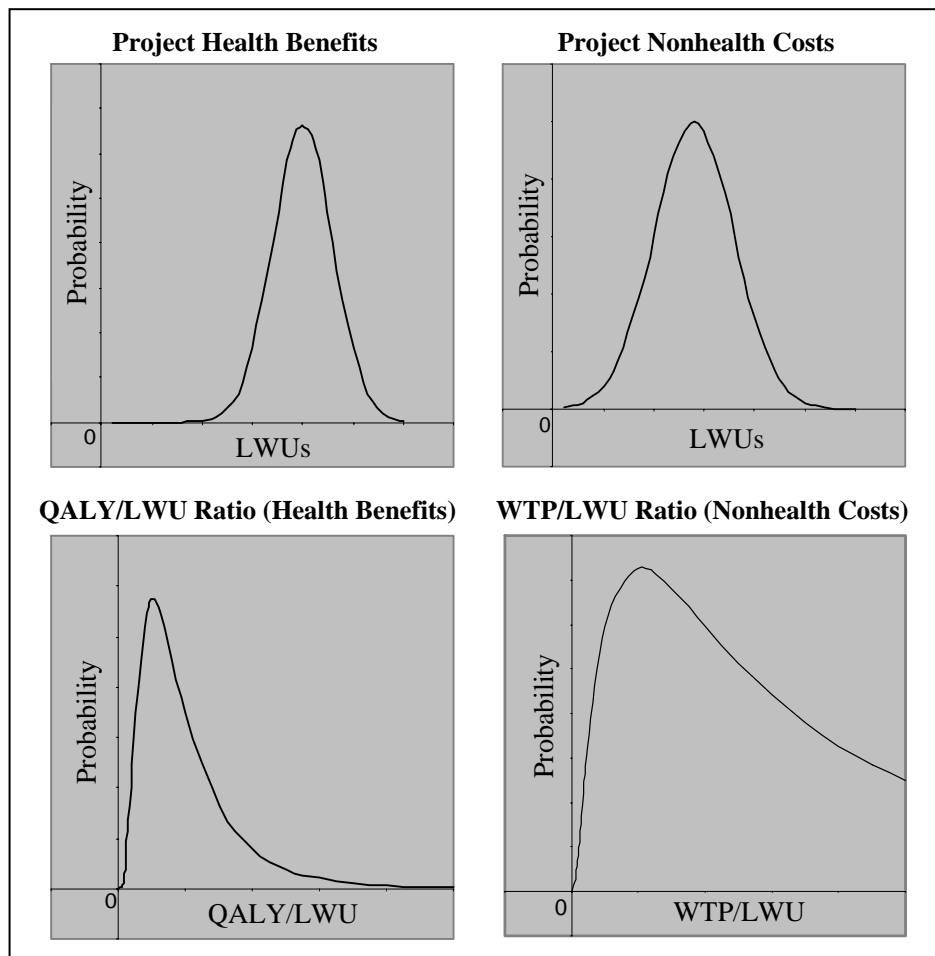 Project Health Benefits
Probability
0
LWUs
Project Nonhealth Costs
Probability
0
LWUs
QALY/LWU Ratio (Health Benefits)
Probability
0
QALY/LWU
WTP/LWU Ratio (Nonhealth Costs)
Probability
0
WTP/LWU